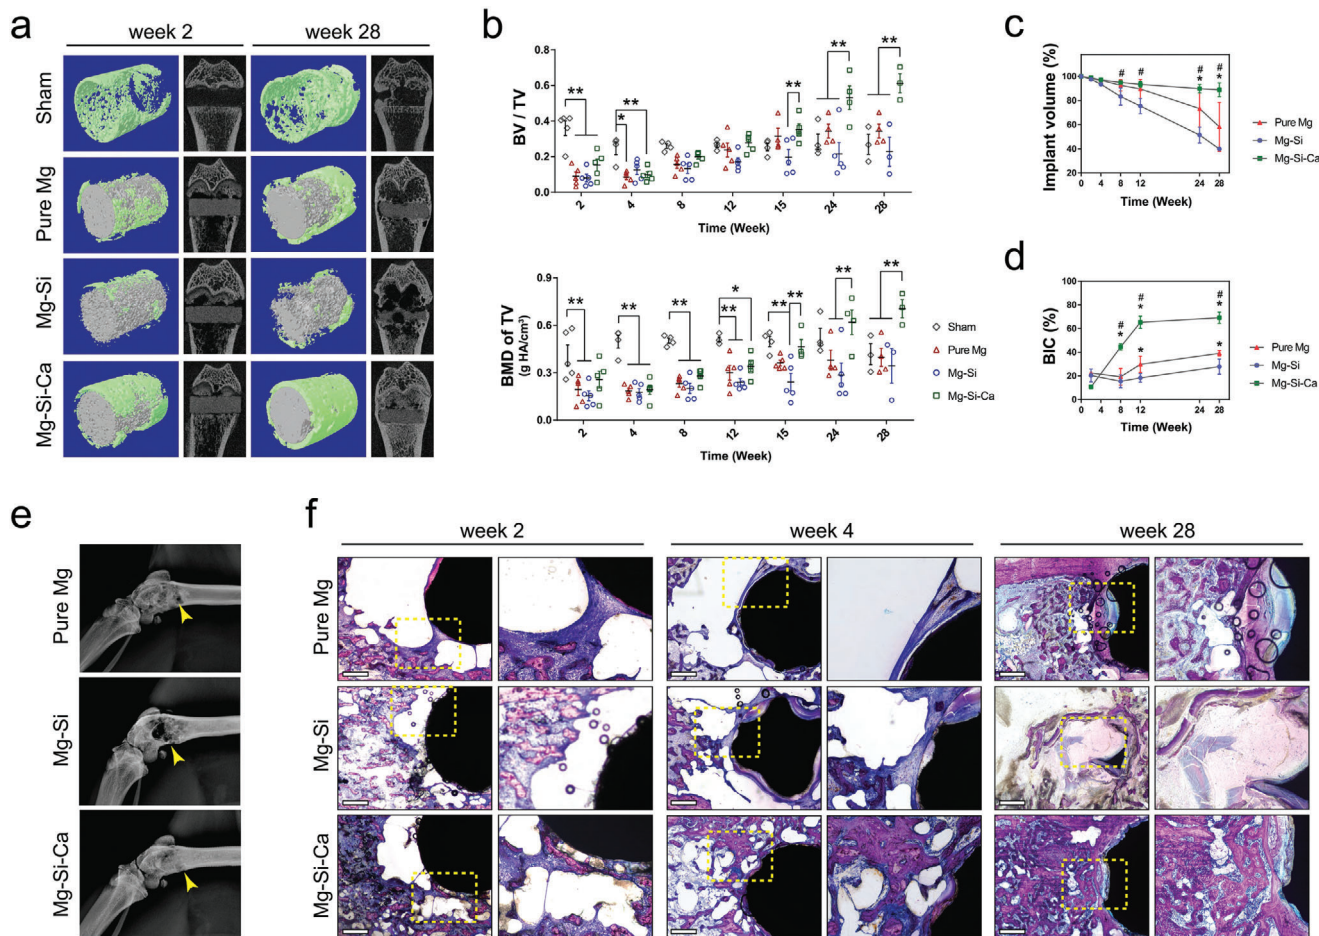 a
week 2
week 28
Sham
Pure Mg
Mg-Si
Mg-Si-Ca
b
BV / TV
0.8
0.6
0.4
0.2
0.0
**
**
*
**
**
**
2
4
8
12
15
24
28
Time (Week)
BMD of TV
(g HA/cm³)
0.9
0.6
0.3
0.0
**
**
**
**
*
**
**
**
**
2
4
8
12
15
24
28
Time (Week)
Sham
Pure Mg
Mg-Si
Mg-Si-Ca
c
Implant volume (%)
100
80
60
40
20
#
#
#
*
#
*
0
4
8
12
24
28
Time (Week)
Pure Mg
Mg-Si
Mg-Si-Ca
d
BIC (%)
100
80
60
40
20
0
#
*
#
*
*
#
*
*
0
4
8
12
24
28
Time (Week)
Pure Mg
Mg-Si
Mg-Si-Ca
e
Pure Mg
Mg-Si
Mg-Si-Ca
f
week 2
week 4
week 28
Pure Mg
Mg-Si
Mg-Si-Ca